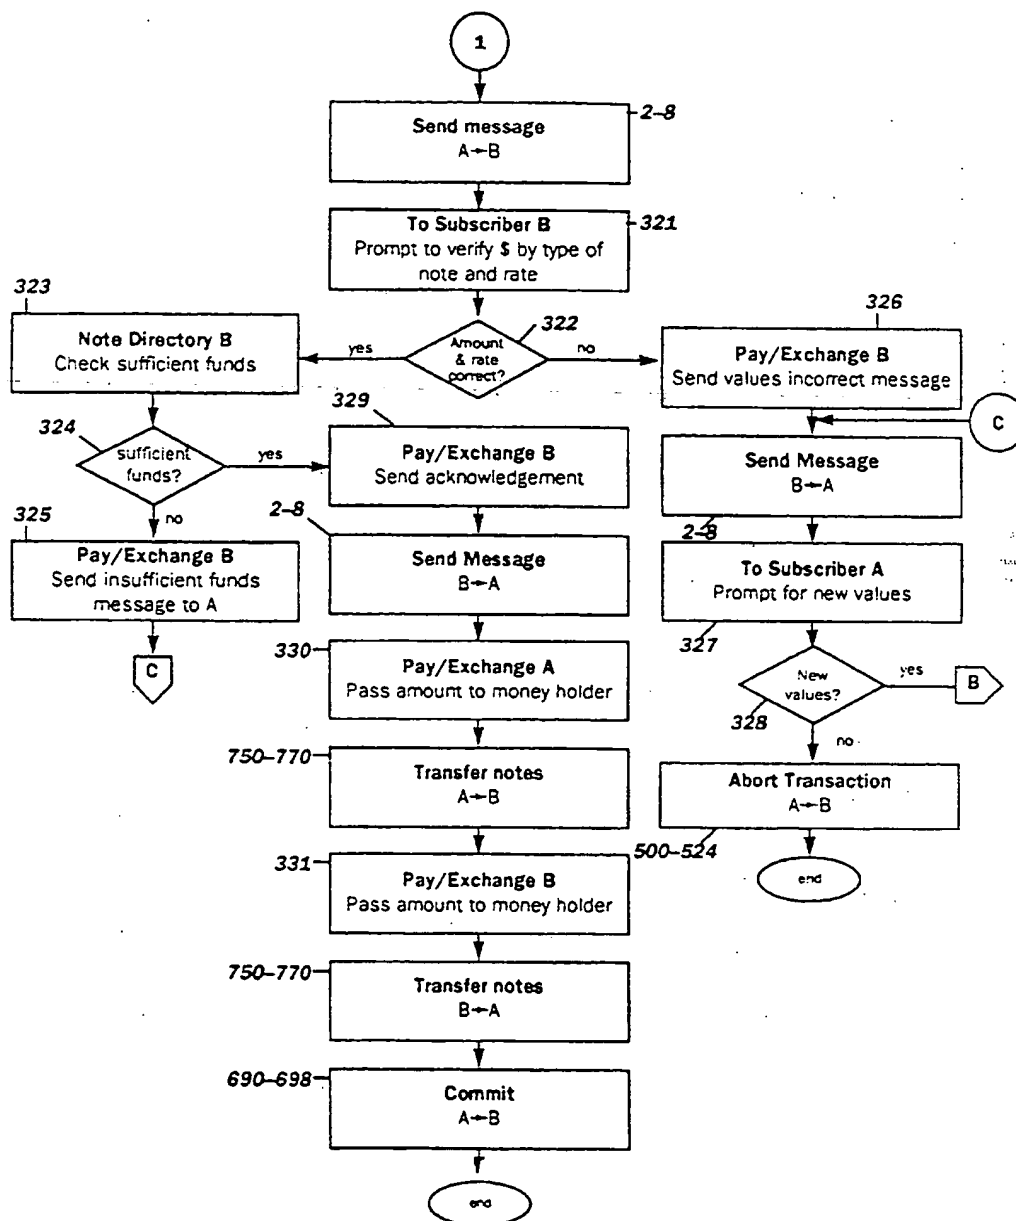 1
Send message
A→B
2-8
To Subscriber B
Prompt to verify $ by type of
note and rate
321
323
Note Directory B
Check sufficient funds
yes
Amount
& rate
correct?
322
no
326
Pay/Exchange B
Send values incorrect message
C
324
sufficient
funds?
yes
no
329
Pay/Exchange B
Send acknowledgement
Send Message
B→A
2-8
325
Pay/Exchange B
Send insufficient funds
message to A
C
2-8
Send Message
B→A
To Subscriber A
Prompt for new values
327
330
Pay/Exchange A
Pass amount to money holder
New
values?
328
yes
B
no
750-770
Transfer notes
A→B
Abort Transaction
A→B
500-524
end
331
Pay/Exchange B
Pass amount to money holder
750-770
Transfer notes
B→A
690-698
Commit
A→B
end